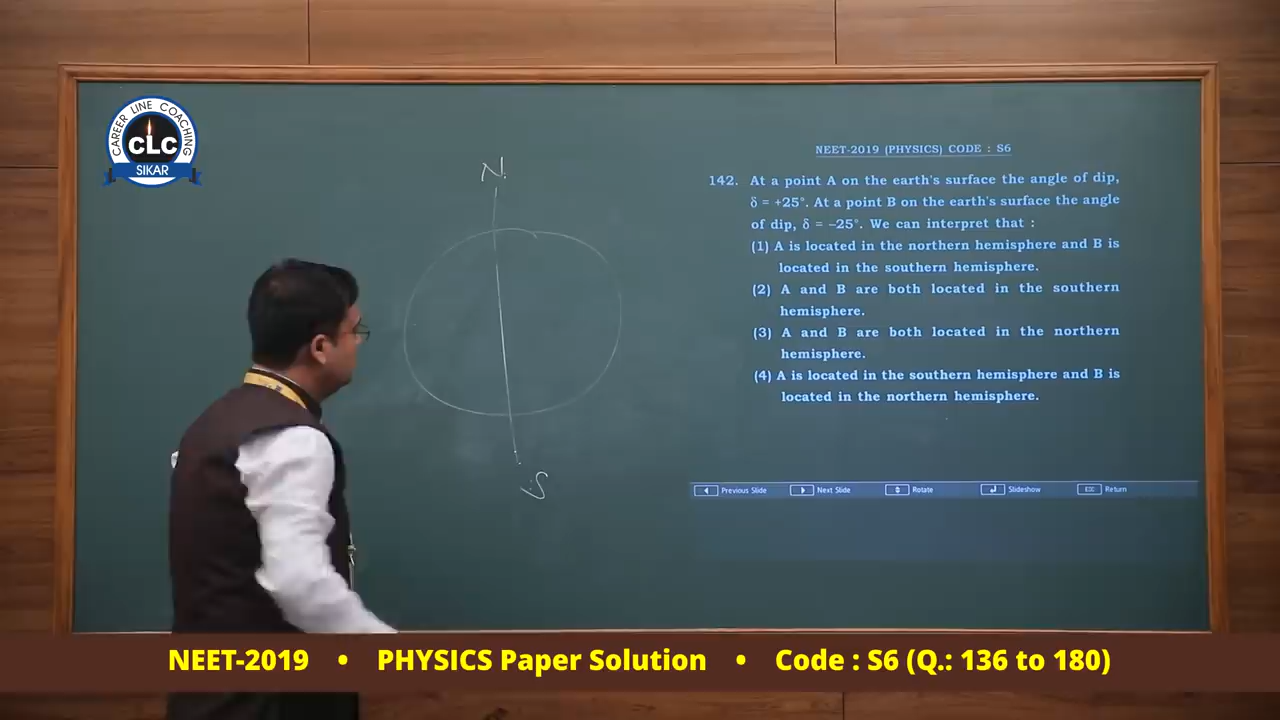 CAREER LINE COACHING
CLC
SIKAR
N
S
NEET-2019 (PHYSICS) CODE : S6
142. At a point A on the earth's surface the angle of dip,
δ = +25°. At a point B on the earth's surface the angle
of dip, δ = –25°. We can interpret that :
(1) A is located in the northern hemisphere and B is
located in the southern hemisphere.
(2) A and B are both located in the southern
hemisphere.
(3) A and B are both located in the northern
hemisphere.
(4) A is located in the southern hemisphere and B is
located in the northern hemisphere.
Previous Slide Next Slide Rotate Slideshow ESC Return
NEET-2019 • PHYSICS Paper Solution • Code : S6 (Q.: 136 to 180)